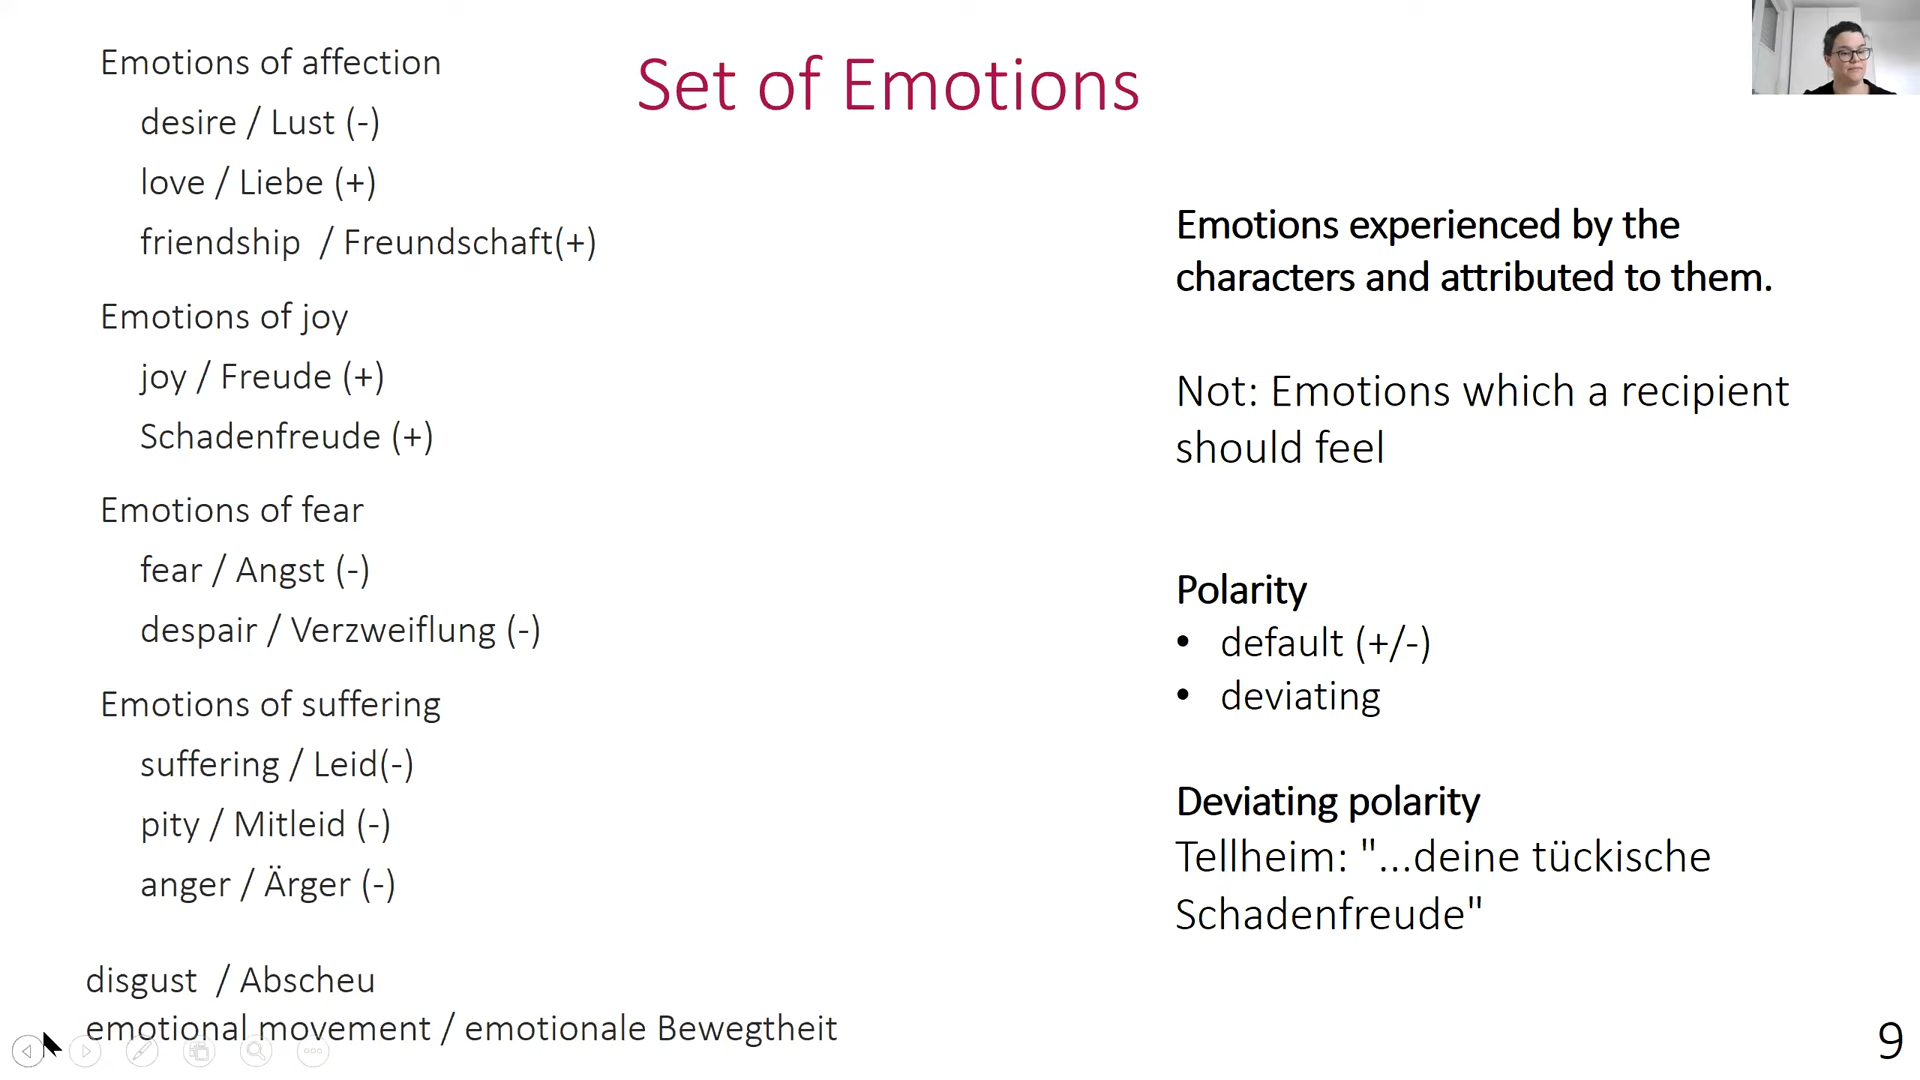 Set of Emotions
Emotions of affection
desire / Lust (-)
love / Liebe (+)
friendship / Freundschaft(+)
Emotions of joy
joy / Freude (+)
Schadenfreude (+)
Emotions of fear
fear / Angst (-)
despair / Verzweiflung (-)
Emotions of suffering
suffering / Leid(-)
pity / Mitleid (-)
anger / Ärger (-)
disgust / Abscheu
emotional movement / emotionale Bewegtheit
Emotions experienced by the
characters and attributed to them.
Not: Emotions which a recipient
should feel
Polarity
• default (+/-)
• deviating
Deviating polarity
Tellheim: "...deine tückische
Schadenfreude"
9